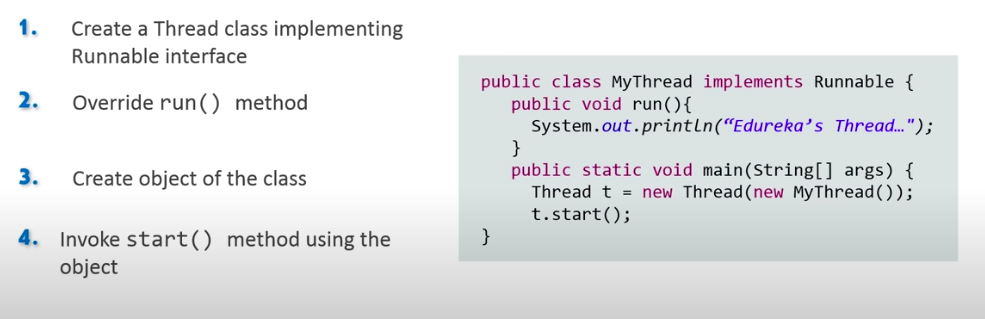 1. Create a Thread class implementing
Runnable interface
2. Override run() method
3. Create object of the class
4. Invoke start() method using the
object
public class MyThread implements Runnable {
public void run(){
System.out.println(“Edureka’s Thread…");
}
public static void main(String[] args) {
Thread t = new Thread(new MyThread());
t.start();
}